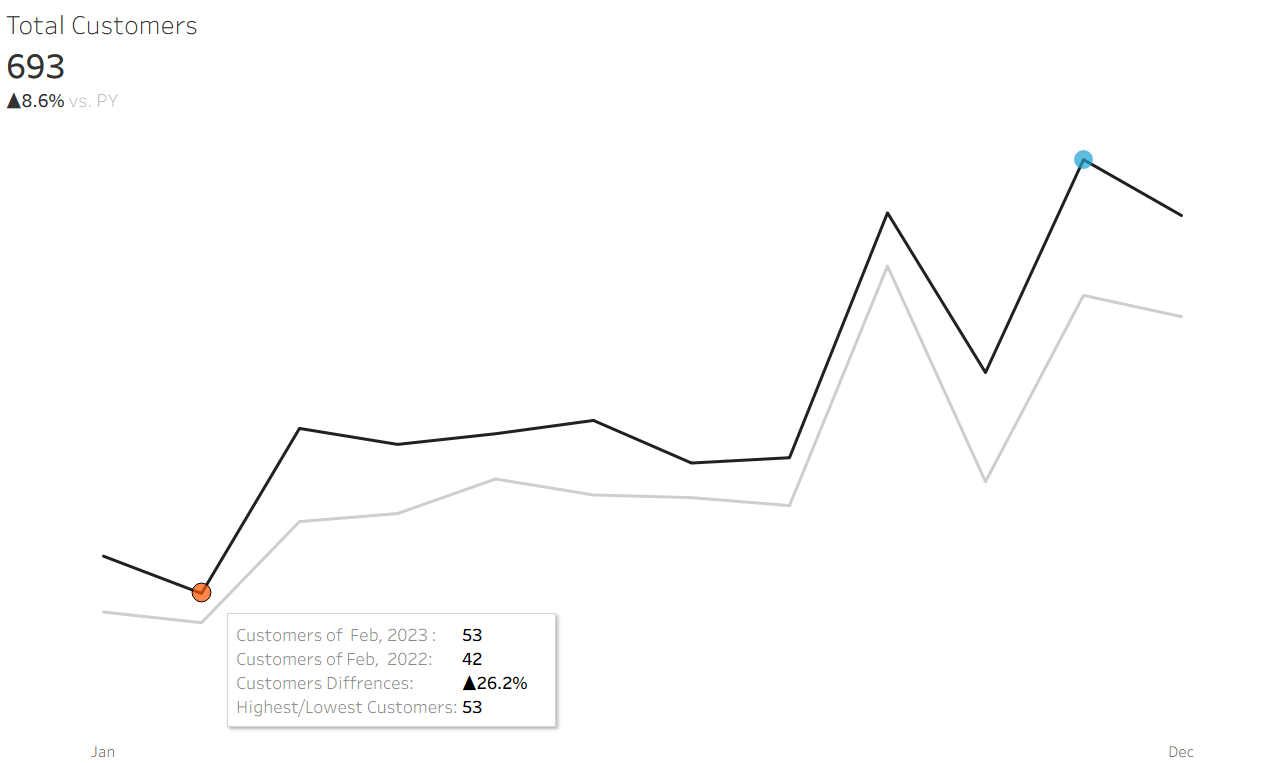 Total Customers
693
▲8.6% vs. PY
Customers of Feb, 2023 : 53
Customers of Feb, 2022: 42
Customers Diffrences: ▲26.2%
Highest/Lowest Customers: 53
Jan Dec